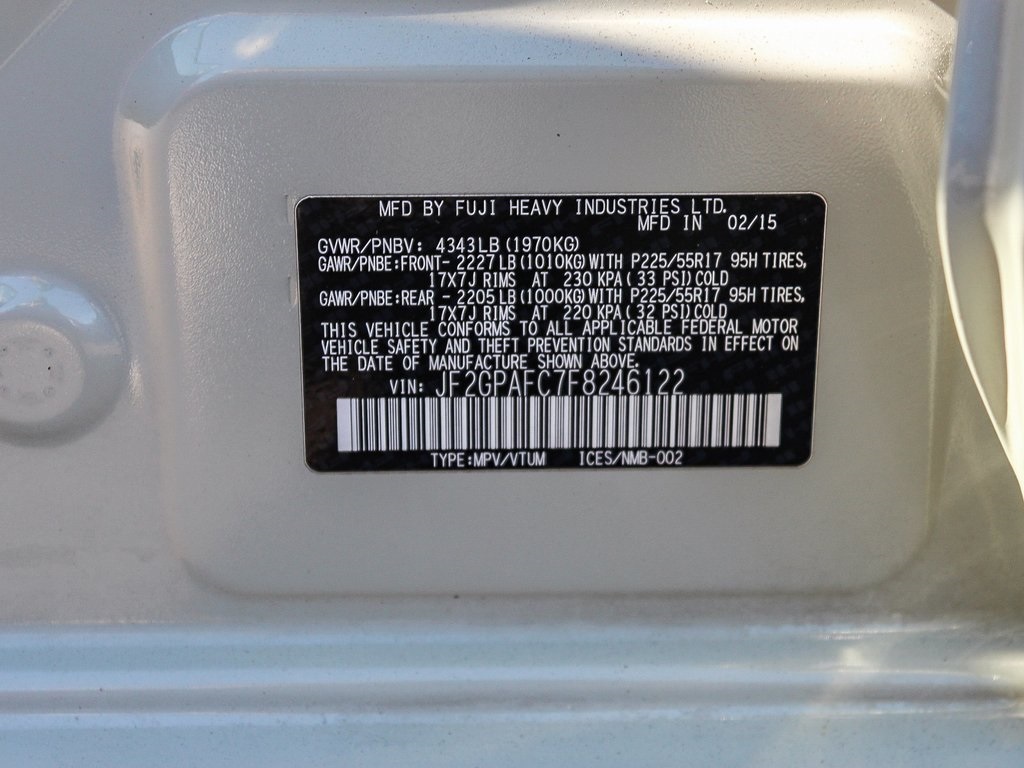 MFD BY FUJI HEAVY INDUSTRIES LTD.
MFD IN 02/15
GVWR/PNBV: 4343LB(1970KG)
GAWR/PNBE:FRONT- 2227LB(1010KG)WITH P225/55R17 95H TIRES,
17X7J RIMS AT 230 KPA(33 PSI)COLD
GAWR/PNBE:REAR - 2205LB(1000KG)WITH P225/55R17 95H TIRES,
17X7J RIMS AT 220 KPA(32 PSI)COLD
THIS VEHICLE CONFORMS TO ALL APPLICABLE FEDERAL MOTOR
VEHICLE SAFETY AND THEFT PREVENTION STANDARDS IN EFFECT ON
THE DATE OF MANUFACTURE SHOWN ABOVE.
VIN: JF2GPAFC7F8246122
TYPE:MPV/VTUM ICES/NMB-002